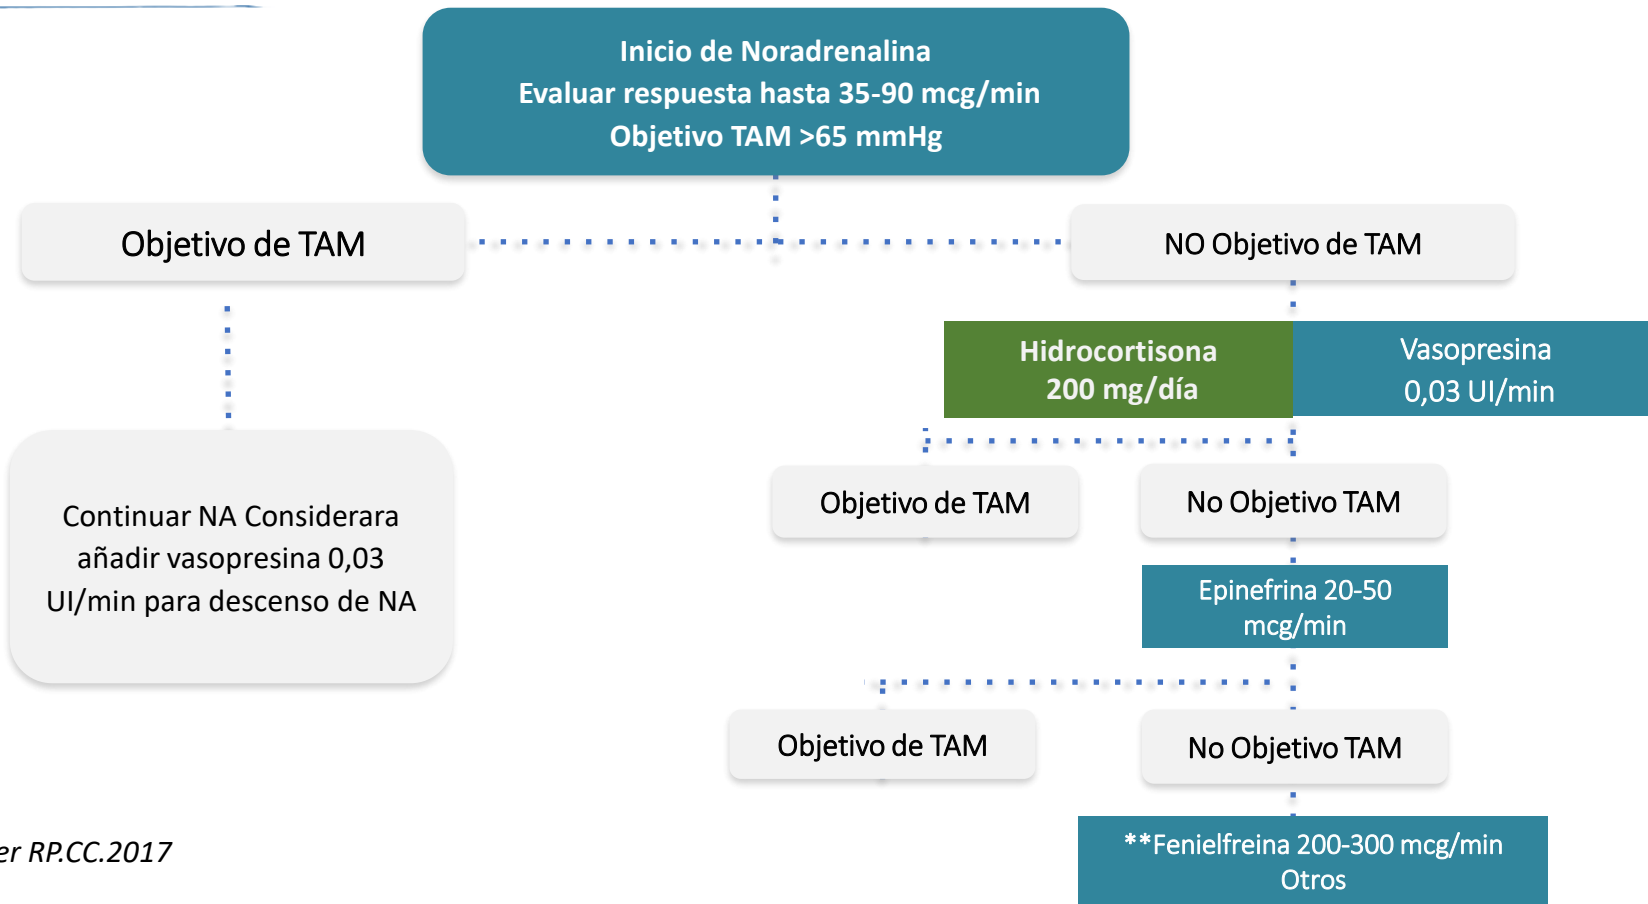 Inicio de Noradrenalina
Evaluar respuesta hasta 35-90 mcg/min
Objetivo TAM >65 mmHg
Objetivo de TAM
NO Objetivo de TAM
Hidrocortisona
200 mg/día
Vasopresina
0,03 UI/min
Continuar NA Considerara
añadir vasopresina 0,03
UI/min para descenso de NA
Objetivo de TAM
No Objetivo TAM
Epinefrina 20-50
mcg/min
Objetivo de TAM
No Objetivo TAM
**Fenielfreina 200-300 mcg/min
Otros
er RP.CC.2017